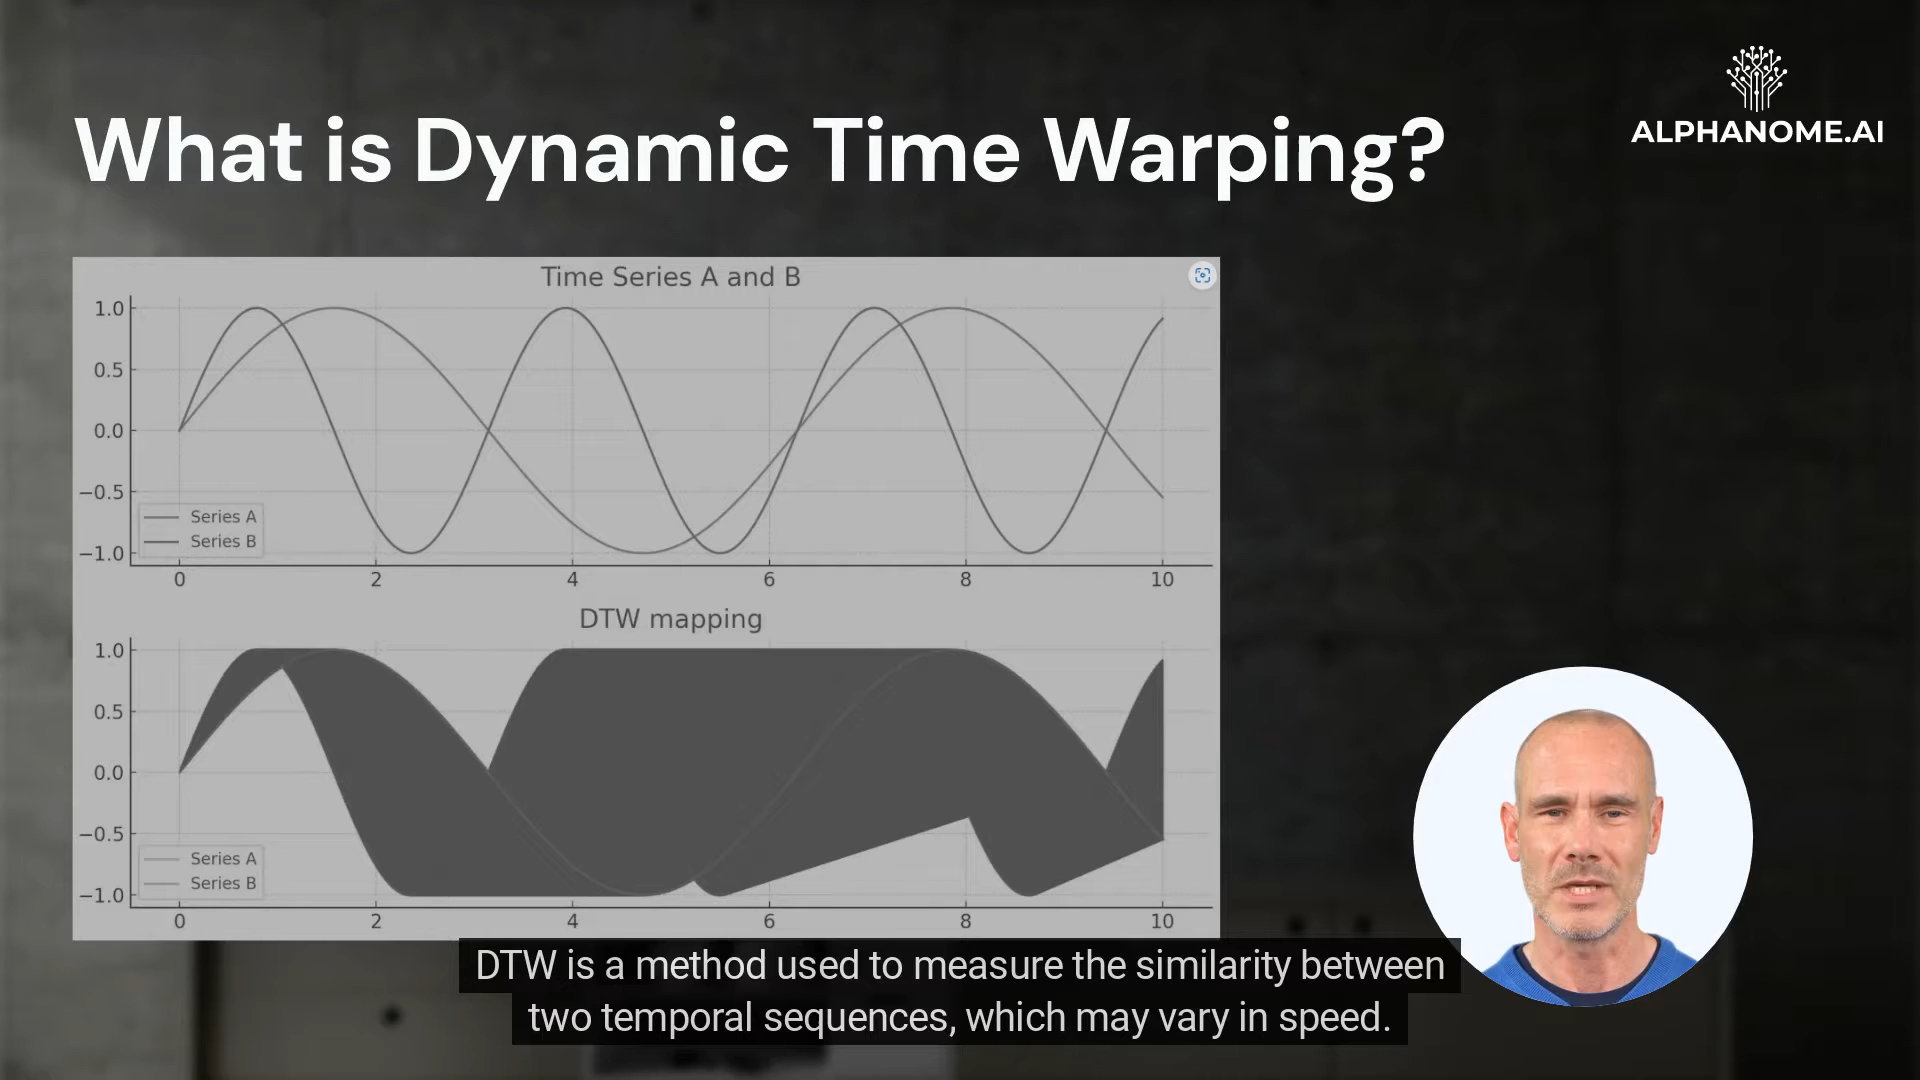 What is Dynamic Time Warping?
ALPHANOME.AI
Time Series A and B
1.0
0.5
0.0
−0.5
−1.0
Series A
Series B
0 2 4 6 8 10
DTW mapping
1.0
0.5
0.0
−0.5
−1.0
Series A
Series B
0 2 4 6 8 10
DTW is a method used to measure the similarity between
two temporal sequences, which may vary in speed.